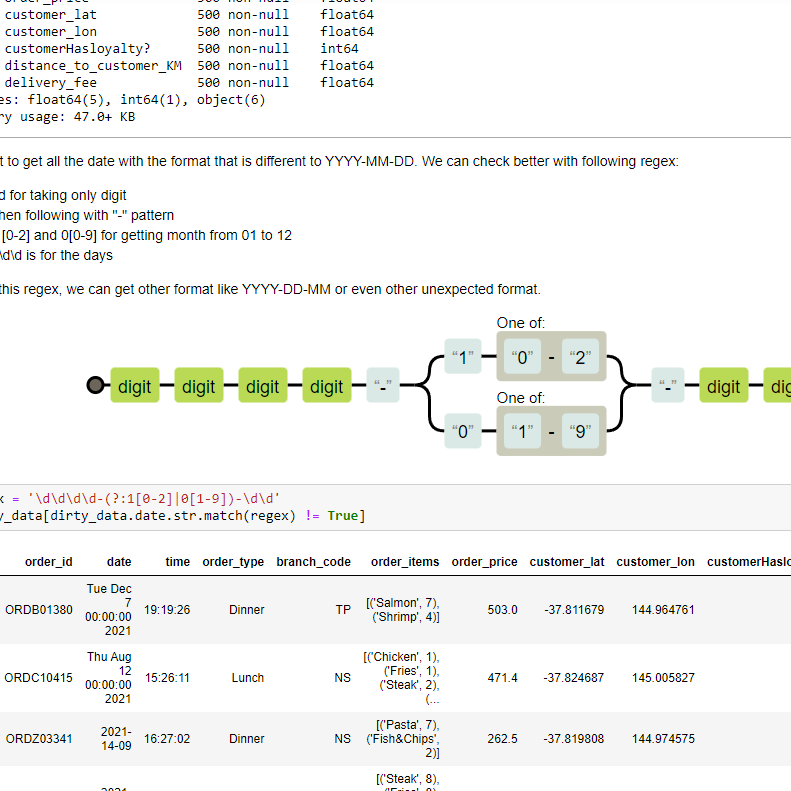 customer_lat 500 non-null float64
customer_lon 500 non-null float64
customerHasloyalty? 500 non-null int64
distance_to_customer_KM 500 non-null float64
delivery_fee 500 non-null float64
es: float64(5), int64(1), object(6)
ry usage: 47.0+ KB
t to get all the date with the format that is different to YYYY-MM-DD. We can check better with following regex:
d for taking only digit
hen following with "-" pattern
[0-2] and 0[0-9] for getting month from 01 to 12
\d\d is for the days
this regex, we can get other format like YYYY-DD-MM or even other unexpected format.
One of:
“1” “0” - “2”
digit digit digit digit “-” “-” digit dig
One of:
“0” “1” - “9”
x = '\d\d\d\d-(?:1[0-2]|0[1-9])-\d\d'
y_data[dirty_data.date.str.match(regex) != True]
order_id date time order_type branch_code order_items order_price customer_lat customer_lon customerHaslo
Tue Dec
7
00:00:00
2021
ORDB01380 19:19:26 Dinner TP [('Salmon', 7),
('Shrimp', 4)] 503.0 -37.811679 144.964761
Thu Aug
12
00:00:00
2021
ORDC10415 15:26:11 Lunch NS [('Chicken', 1),
('Fries', 1),
('Steak', 2),
(... 471.4 -37.824687 145.005827
ORDZ03341 2021-
14-09 16:27:02 Dinner NS [('Pasta', 7),
('Fish&Chips',
2)] 262.5 -37.819808 144.974575
[('Steak', 8),